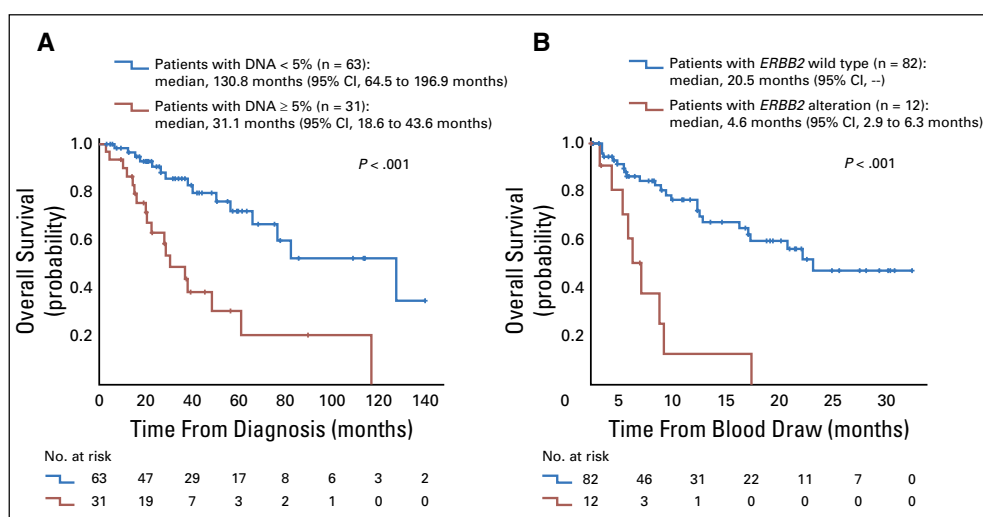 A
Patients with DNA < 5% (n = 63):
median, 130.8 months (95% CI, 64.5 to 196.9 months)
Patients with DNA ≥ 5% (n = 31):
median, 31.1 months (95% CI, 18.6 to 43.6 months)
P < .001
Overall Survival
(probability)
1.0
0.8
0.6
0.4
0.2
0 20 40 60 80 100 120 140
Time From Diagnosis (months)
No. at risk
63 47 29 17 8 6 3 2
31 19 7 3 2 1 0 0
B
Patients with ERBB2 wild type (n = 82):
median, 20.5 months (95% CI, --)
Patients with ERBB2 alteration (n = 12):
median, 4.6 months (95% CI, 2.9 to 6.3 months)
P < .001
Overall Survival
(probability)
1.0
0.8
0.6
0.4
0.2
0 5 10 15 20 25 30
Time From Blood Draw (months)
No. at risk
82 46 31 22 11 7 0
12 3 1 0 0 0 0